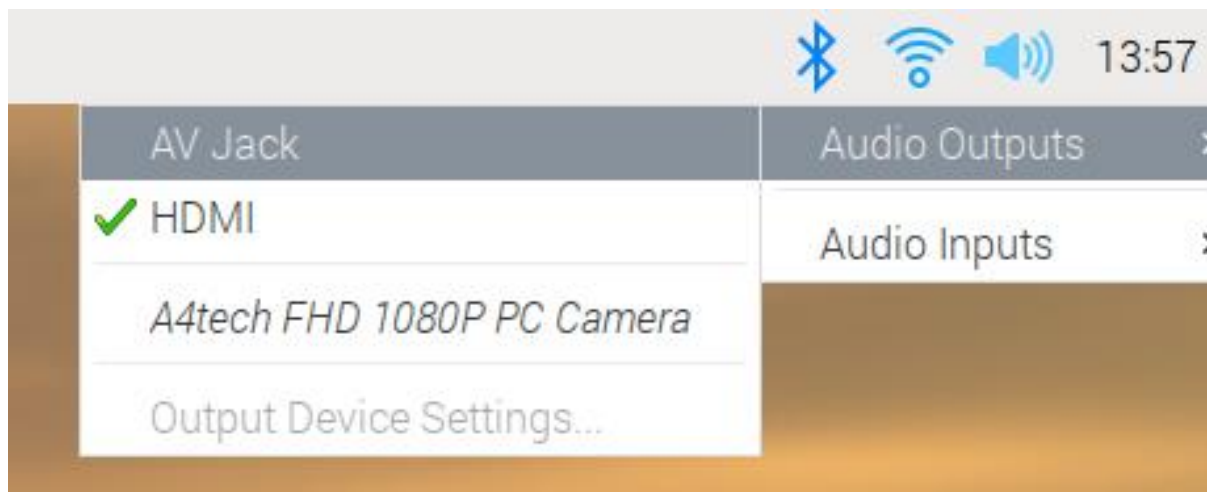 13:57
AV Jack
HDMI
A4tech FHD 1080P PC Camera
Output Device Settings...
Audio Outputs
Audio Inputs